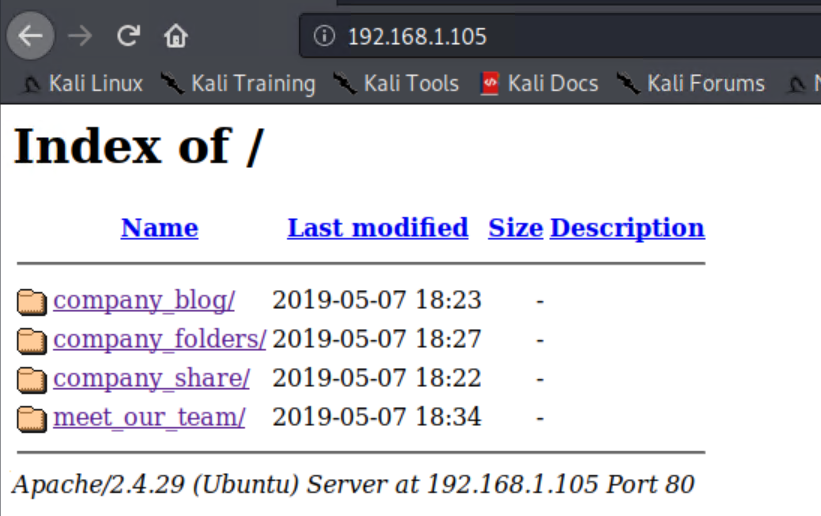 192.168.1.105
Kali Linux Kali Training Kali Tools Kali Docs Kali Forums
Index of /
Name Last modified Size Description
company_blog/ 2019-05-07 18:23 -
company_folders/ 2019-05-07 18:27 -
company_share/ 2019-05-07 18:22 -
meet_our_team/ 2019-05-07 18:34 -
Apache/2.4.29 (Ubuntu) Server at 192.168.1.105 Port 80